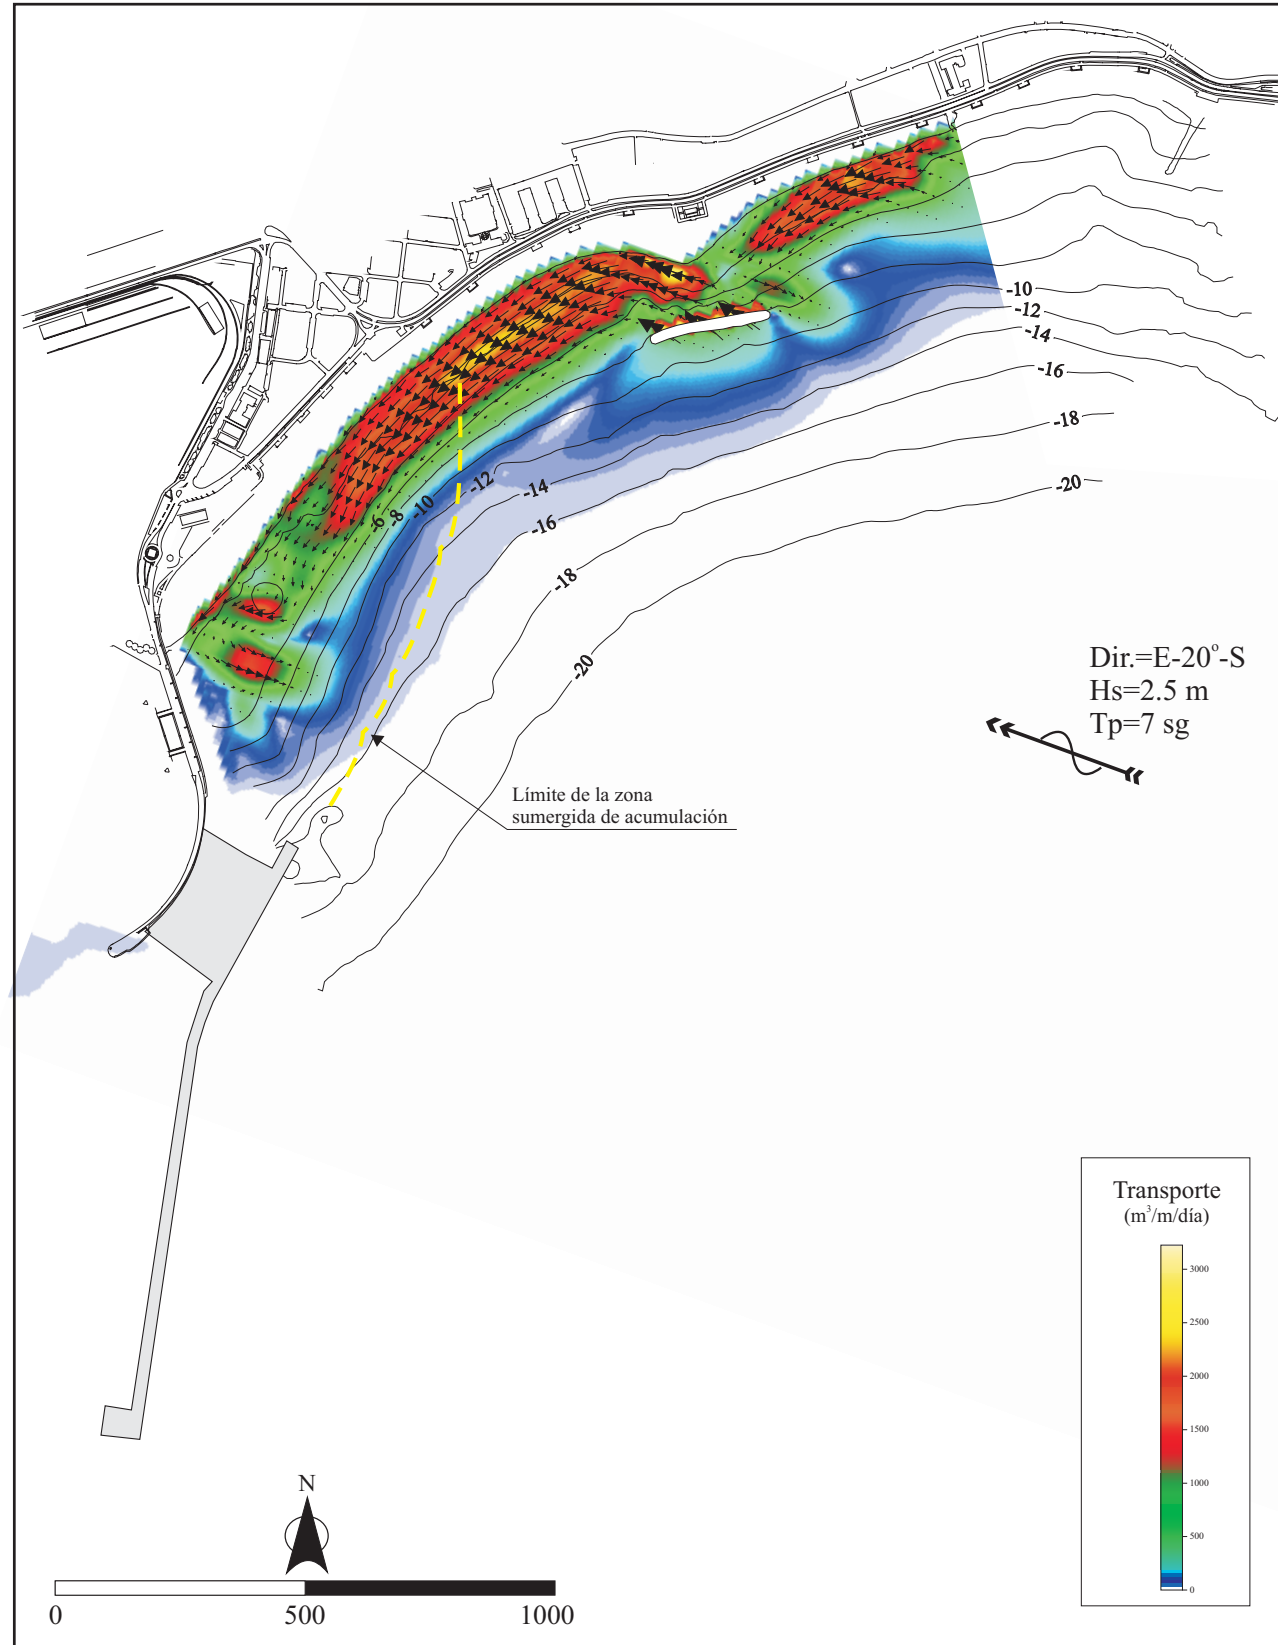 -10
-12
-14
-16
-18
-20
-6
-8
-10
-12
-14
-16
-18
-20
Dir.=E-20°-S
Hs=2.5 m
Tp=7 sg
Límite de la zona
sumergida de acumulación
Transporte
(m³/m/día)
3000
2500
2000
1500
1000
500
0
N
0 500 1000